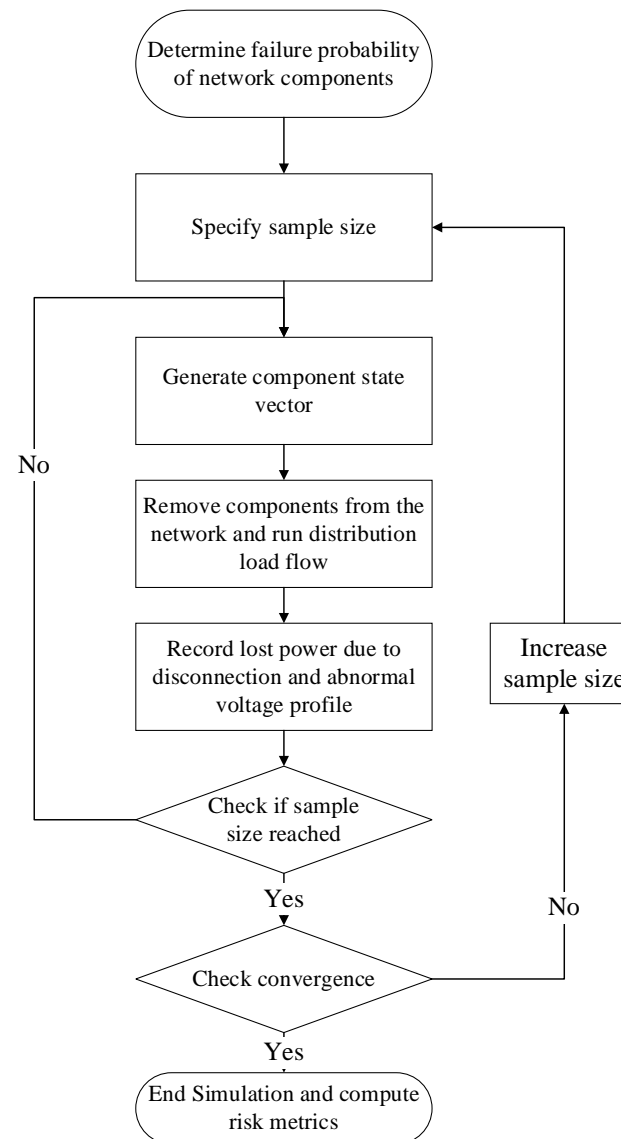 Determine failure probability
of network components
Specify sample size
Generate component state
vector
No
Remove components from the
network and run distribution
load flow
Record lost power due to
disconnection and abnormal
voltage profile
Increase
sample size
Check if sample
size reached
Yes
No
Check convergence
Yes
End Simulation and compute
risk metrics